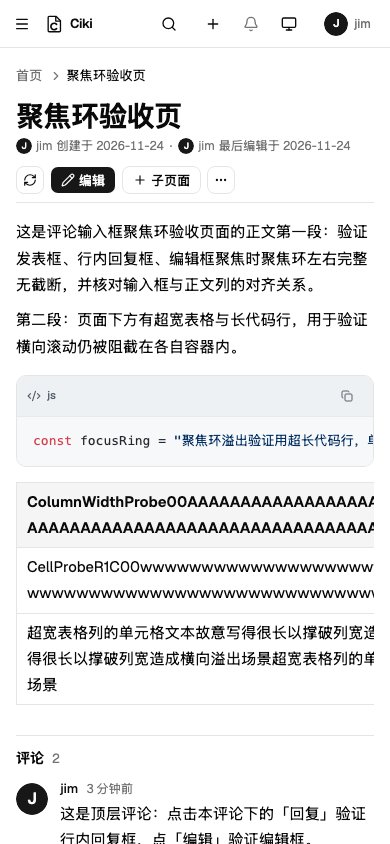 Ciki
J jim
首页 > 聚焦环验收页
聚焦环验收页
J jim 创建于 2026-11-24 · J jim 最后编辑于 2026-11-24
编辑 子页面
这是评论输入框聚焦环验收页面的正文第一段：验证
发表框、行内回复框、编辑框聚焦时聚焦环左右完整
无截断，并核对输入框与正文列的对齐关系。
第二段：页面下方有超宽表格与长代码行，用于验证
横向滚动仍被阻截在各自容器内。
js
const focusRing = "聚焦环溢出验证用超长代码行，
ColumnWidthProbe00AAAAAAAAAAAAAAAAAA
AAAAAAAAAAAAAAAAAAAAAAAAAAAAA
CellProbeR1C00wwwwwwwwwwwwwwwwwww
wwwwwwwwwwwwwwwwwwwwwwwwwwww
超宽表格列的单元格文本故意写得很长以撑破列宽造
得很长以撑破列宽造成横向溢出场景超宽表格列的单
场景
评论 2
J jim 3 分钟前
这是顶层评论：点击本评论下的「回复」验证
行内回复框，点「编辑」验证编辑框。